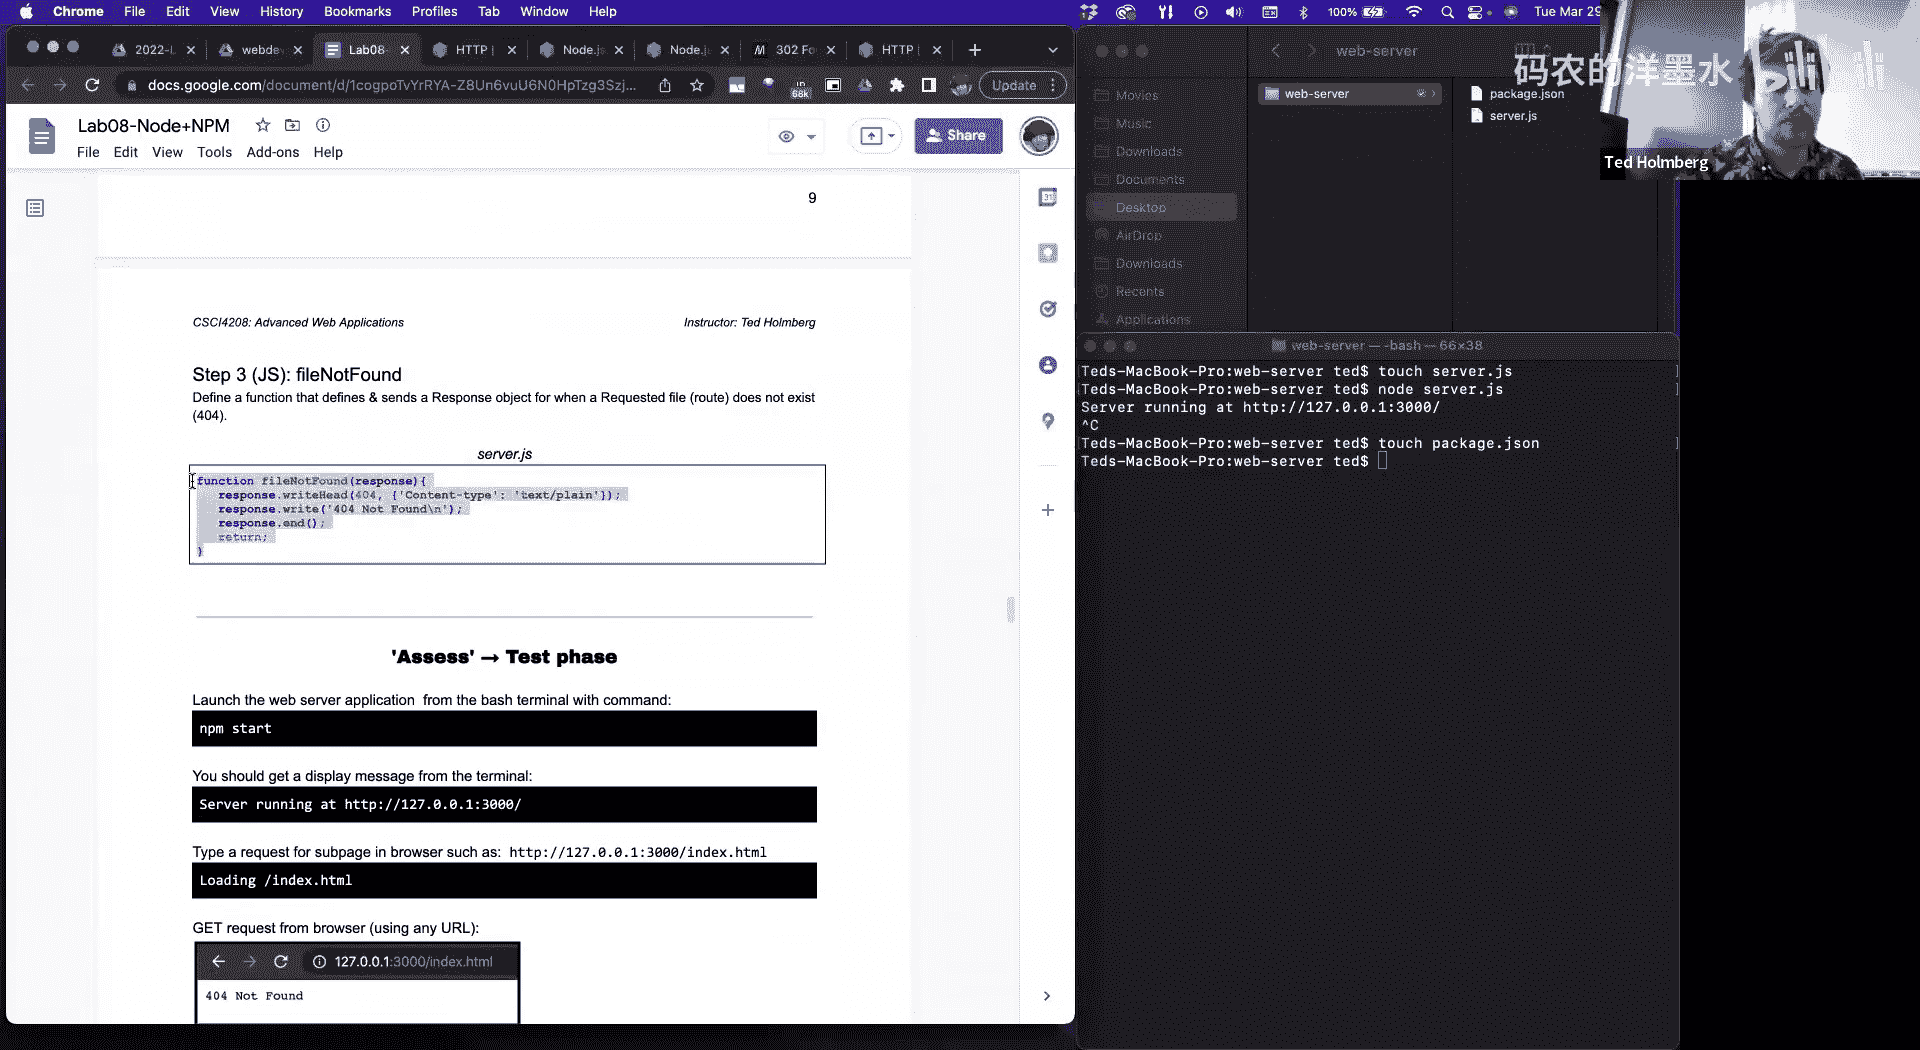 Chrome File Edit View History Bookmarks Profiles Tab Window Help
100%
Tue Mar 29
2022-
webdev
Lab08-
HTTP |
Node.js
Node.j
302 Fo
HTTP |
docs.google.com/document/d/1cogpoTvYrRYA-Z8Un6vuU6N0HpTzg3Szj...
68k
Update
Lab08-Node+NPM
File Edit View Tools Add-ons Help
Share
9
CSCI4208: Advanced Web Applications
Instructor: Ted Holmberg
Step 3 (JS): fileNotFound
Define a function that defines & sends a Response object for when a Requested file (route) does not exist
(404).
server.js
function fileNotFound(response){
response.writeHead(404, {'Content-type': 'text/plain'});
response.write('404 Not Found\n');
response.end();
return;
}
'Assess' → Test phase
Launch the web server application from the bash terminal with command:
npm start
You should get a display message from the terminal:
Server running at http://127.0.0.1:3000/
Type a request for subpage in browser such as: http://127.0.0.1:3000/index.html
Loading /index.html
GET request from browser (using any URL):
127.0.0.1:3000/index.html
404 Not Found
31
web-server
Movies
Music
Downloads
Documents
Desktop
AirDrop
Downloads
Recents
Applications
web-server
package.json
server.js
码农的洋墨水
bilibili
Ted Holmberg
web-server — -bash — 66×38
Teds-MacBook-Pro:web-server ted$ touch server.js
Teds-MacBook-Pro:web-server ted$ node server.js
Server running at http://127.0.0.1:3000/
^C
Teds-MacBook-Pro:web-server ted$ touch package.json
Teds-MacBook-Pro:web-server ted$